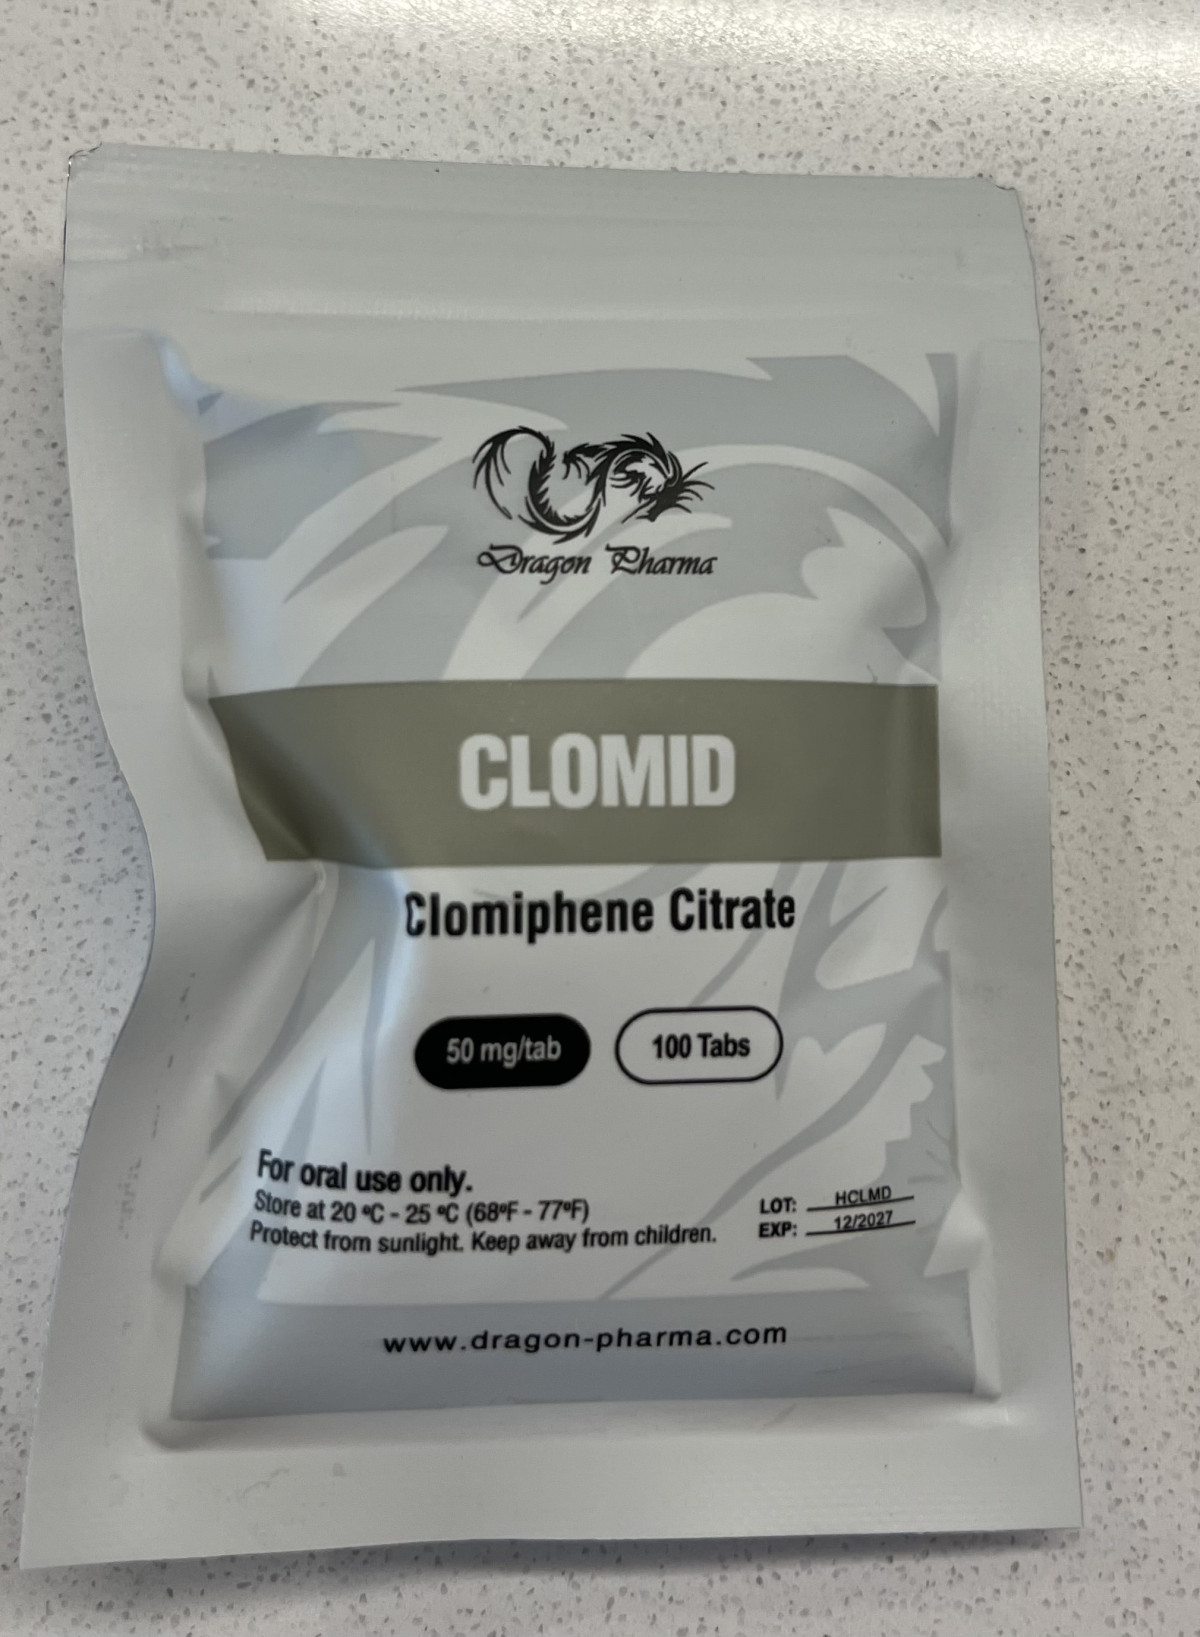 Dragon Pharma
CLOMID
Clomiphene Citrate
50 mg/tab 100 Tabs
For oral use only.
Store at 20 ºC - 25 ºC (68ºF - 77ºF)
Protect from sunlight. Keep away from children.
LOT: HCLMD
EXP: 12/2027
www.dragon-pharma.com